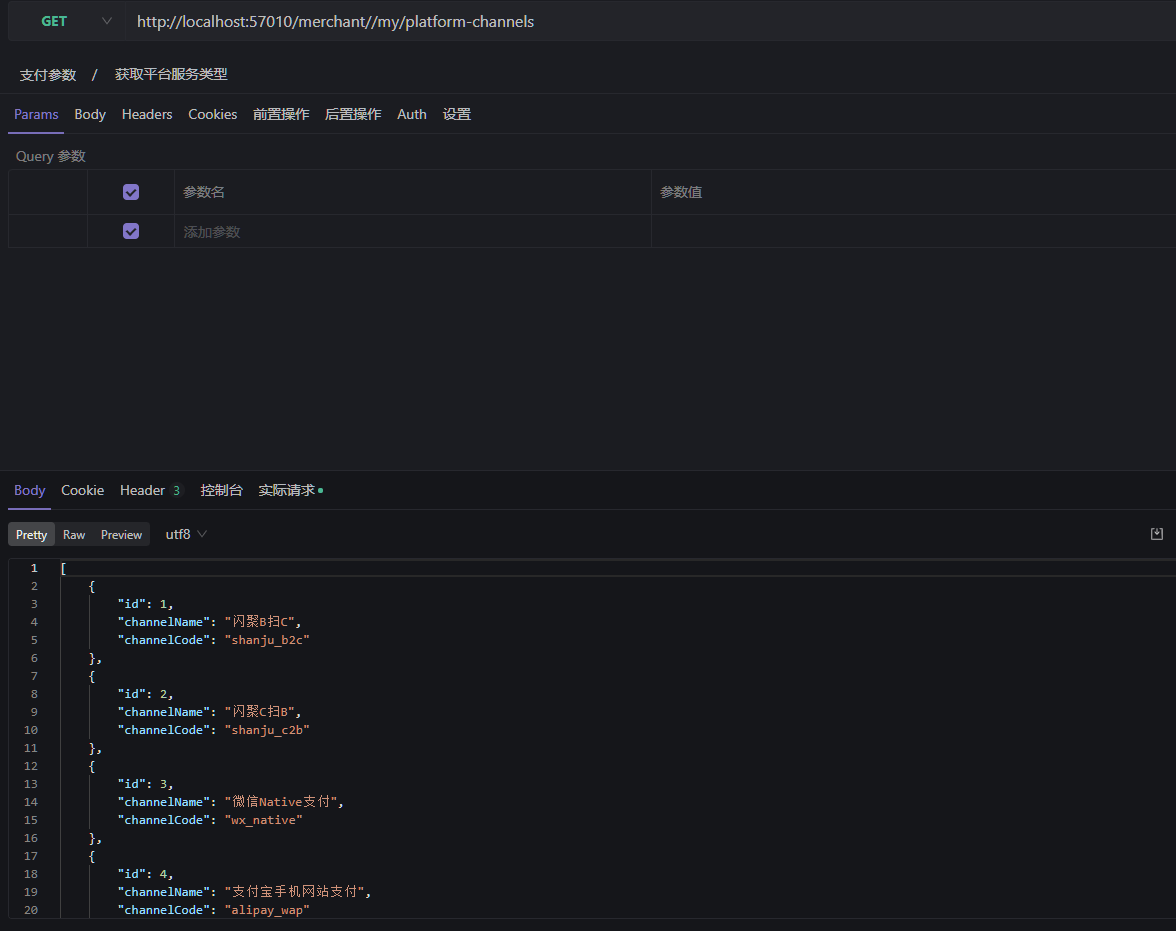 GET http://localhost:57010/merchant//my/platform-channels
支付参数 / 获取平台服务类型
Params Body Headers Cookies 前置操作 后置操作 Auth 设置
Query 参数
参数名 参数值
添加参数
Body Cookie Header 3 控制台 实际请求
Pretty Raw Preview utf8
1 [
2 {
3 "id": 1,
4 "channelName": "闪聚B扫C",
5 "channelCode": "shanju_b2c"
6 },
7 {
8 "id": 2,
9 "channelName": "闪聚C扫B",
10 "channelCode": "shanju_c2b"
11 },
12 {
13 "id": 3,
14 "channelName": "微信Native支付",
15 "channelCode": "wx_native"
16 },
17 {
18 "id": 4,
19 "channelName": "支付宝手机网站支付",
20 "channelCode": "alipay_wap"